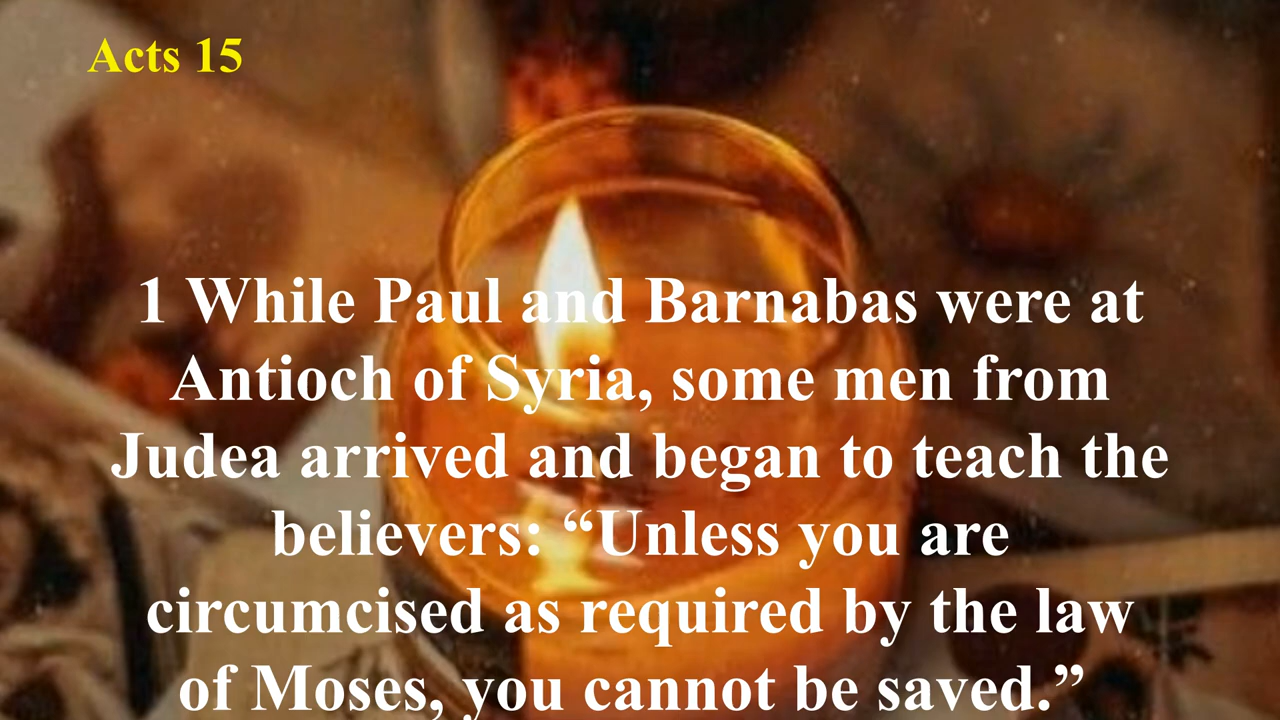 Acts 15
1 While Paul and Barnabas were at
Antioch of Syria, some men from
Judea arrived and began to teach the
believers: “Unless you are
circumcised as required by the law
of Moses, you cannot be saved.”